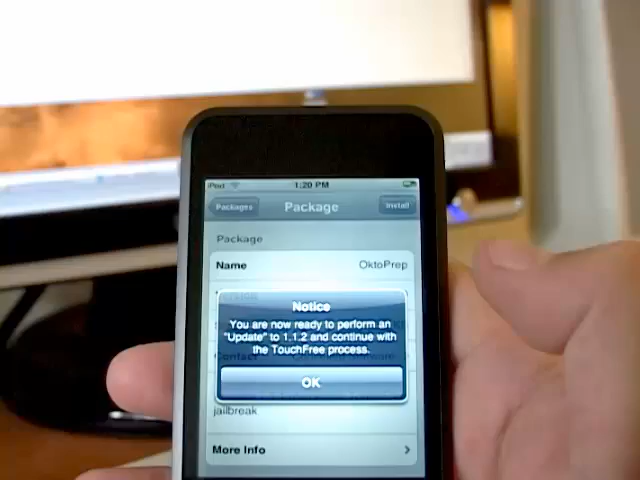 iPod 1:20 PM
Packages Package Install
Package
Name OktoPrep
Notice
You are now ready to perform an
"Update" to 1.1.2 and continue with
the TouchFree process.
Contact
OK
jailbreak
More Info